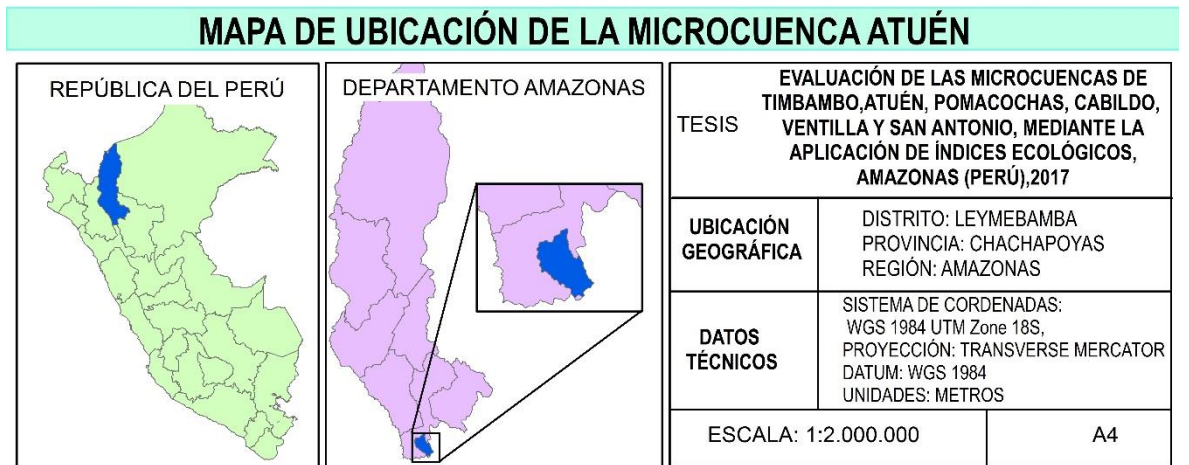 MAPA DE UBICACIÓN DE LA MICROCUENCA ATUÉN
REPÚBLICA DEL PERÚ
DEPARTAMENTO AMAZONAS
TESIS
EVALUACIÓN DE LAS MICROCUENCAS DE
TIMBAMBO,ATUÉN, POMACOCHAS, CABILDO,
VENTILLA Y SAN ANTONIO, MEDIANTE LA
APLICACIÓN DE ÍNDICES ECOLÓGICOS,
AMAZONAS (PERÚ),2017
UBICACIÓN
GEOGRÁFICA
DISTRITO: LEYMEBAMBA
PROVINCIA: CHACHAPOYAS
REGIÓN: AMAZONAS
DATOS
TÉCNICOS
SISTEMA DE CORDENADAS:
WGS 1984 UTM Zone 18S,
PROYECCIÓN: TRANSVERSE MERCATOR
DATUM: WGS 1984
UNIDADES: METROS
ESCALA: 1:2.000.000
A4